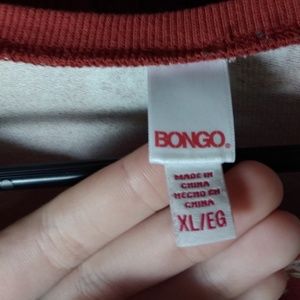 BONGO®
MADE IN
CHINA
HECHO EN
CHINA
XL/EG